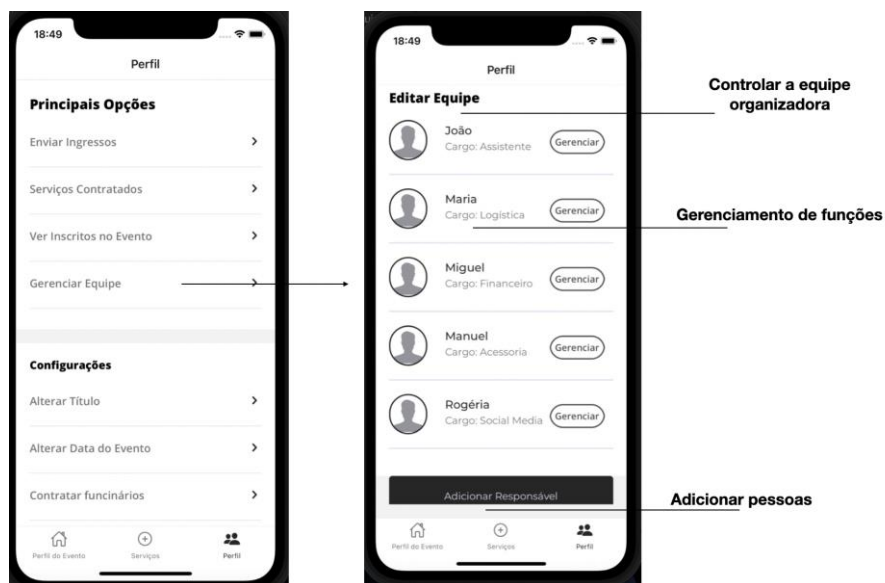 18:49
Perfil
Principais Opções
Enviar Ingressos
Serviços Contratados
Ver Inscritos no Evento
Gerenciar Equipe
Configurações
Alterar Título
Alterar Data do Evento
Contratar funcinários
Perfil do Evento
Serviços
Perfil
18:49
Perfil
Editar Equipe
João
Cargo: Assistente
Gerenciar
Maria
Cargo: Logística
Gerenciar
Miguel
Cargo: Financeiro
Gerenciar
Manuel
Cargo: Acessoria
Gerenciar
Rogéria
Cargo: Social Media
Gerenciar
Adicionar Responsável
Perfil do Evento
Serviços
Perfil
Controlar a equipe
organizadora
Gerenciamento de funções
Adicionar pessoas